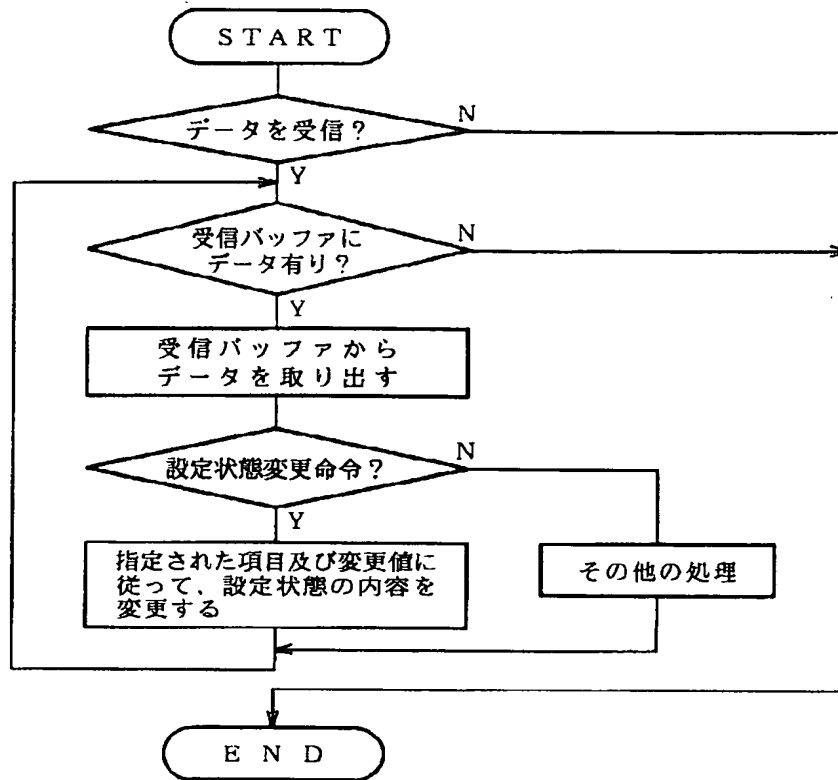 START
データを受信？
N
Y
受信バッファに
データ有り？
N
Y
受信バッファから
データを取り出す
設定状態変更命令？
N
Y
指定された項目及び変更値に
従って，設定状態の内容を
変更する
その他の処理
END